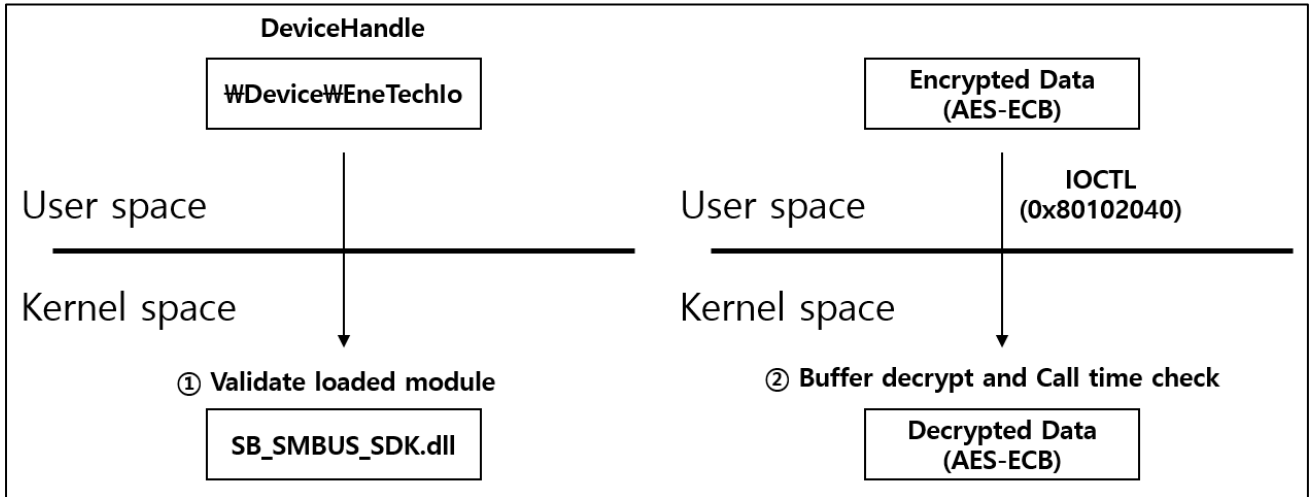 DeviceHandle
₩Device₩EneTechIo
User space
Kernel space
① Validate loaded module
SB_SMBUS_SDK.dll
Encrypted Data
(AES-ECB)
IOCTL
(0x80102040)
User space
Kernel space
② Buffer decrypt and Call time check
Decrypted Data
(AES-ECB)